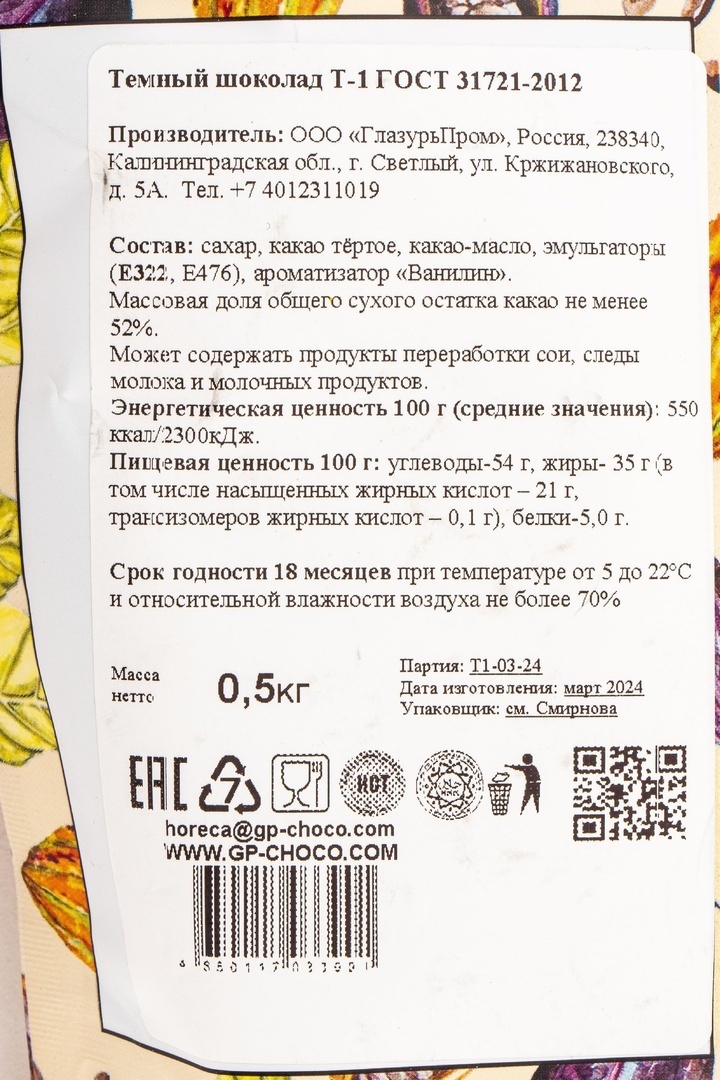 Темный шоколад Т-1 ГОСТ 31721-2012
Производитель: ООО «ГлазурьПром», Россия, 238340,
Калининградская обл., г. Светлый, ул. Кржижановского,
д. 5А. Тел. +7 4012311019
Состав: сахар, какао тёртое, какао-масло, эмульгаторы
(Е322, Е476), ароматизатор «Ванилин».
Массовая доля общего сухого остатка какао не менее
52%.
Может содержать продукты переработки сои, следы
молока и молочных продуктов.
Энергетическая ценность 100 г (средние значения): 550
ккал/2300кДж.
Пищевая ценность 100 г: углеводы-54 г, жиры- 35 г (в
том числе насыщенных жирных кислот – 21 г,
трансизомеров жирных кислот – 0,1 г), белки-5,0 г.
Срок годности 18 месяцев при температуре от 5 до 22°С
и относительной влажности воздуха не более 70%
Масса
нетто
0,5кг
Партия: Т1-03-24
Дата изготовления: март 2024
Упаковщик: см. Смирнова
ЕАС
7
horeca@gp-choco.com
WWW.GP-CHOCO.COM